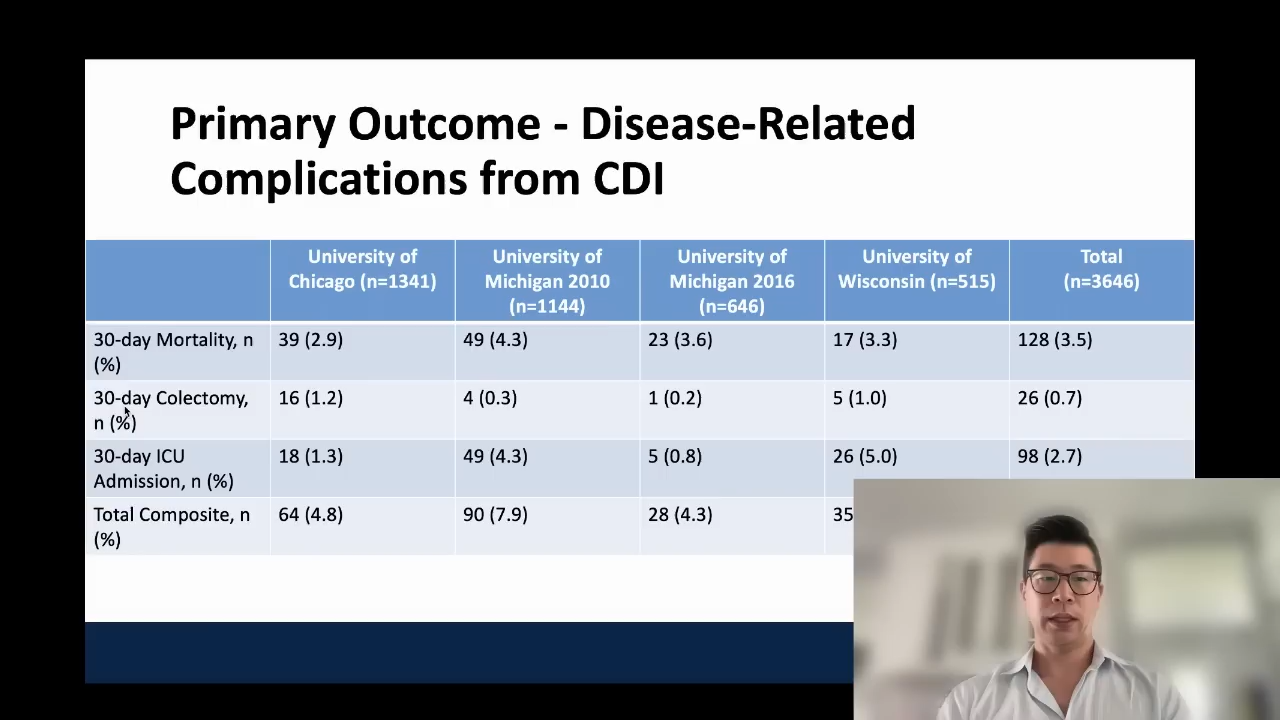 Primary Outcome - Disease-Related
Complications from CDI
University of
Chicago (n=1341)
University of
Michigan 2010
(n=1144)
University of
Michigan 2016
(n=646)
University of
Wisconsin (n=515)
Total
(n=3646)
30-day Mortality, n
(%)
39 (2.9)
49 (4.3)
23 (3.6)
17 (3.3)
128 (3.5)
30-day Colectomy,
n (%)
16 (1.2)
4 (0.3)
1 (0.2)
5 (1.0)
26 (0.7)
30-day ICU
Admission, n (%)
18 (1.3)
49 (4.3)
5 (0.8)
26 (5.0)
98 (2.7)
Total Composite, n
(%)
64 (4.8)
90 (7.9)
28 (4.3)
35